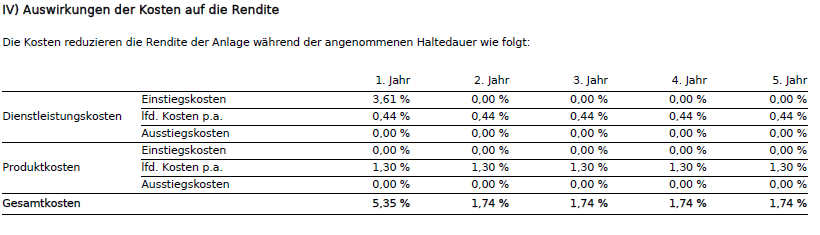 IV) Auswirkungen der Kosten auf die Rendite
Die Kosten reduzieren die Rendite der Anlage während der angenommenen Haltedauer wie folgt:
1. Jahr 2. Jahr 3. Jahr 4. Jahr 5. Jahr
Einstiegskosten 3,61 % 0,00 % 0,00 % 0,00 % 0,00 %
Dienstleistungskosten lfd. Kosten p.a. 0,44 % 0,44 % 0,44 % 0,44 % 0,44 %
Ausstiegskosten 0,00 % 0,00 % 0,00 % 0,00 % 0,00 %
Einstiegskosten 0,00 % 0,00 % 0,00 % 0,00 % 0,00 %
Produktkosten lfd. Kosten p.a. 1,30 % 1,30 % 1,30 % 1,30 % 1,30 %
Ausstiegskosten 0,00 % 0,00 % 0,00 % 0,00 % 0,00 %
Gesamtkosten 5,35 % 1,74 % 1,74 % 1,74 % 1,74 %